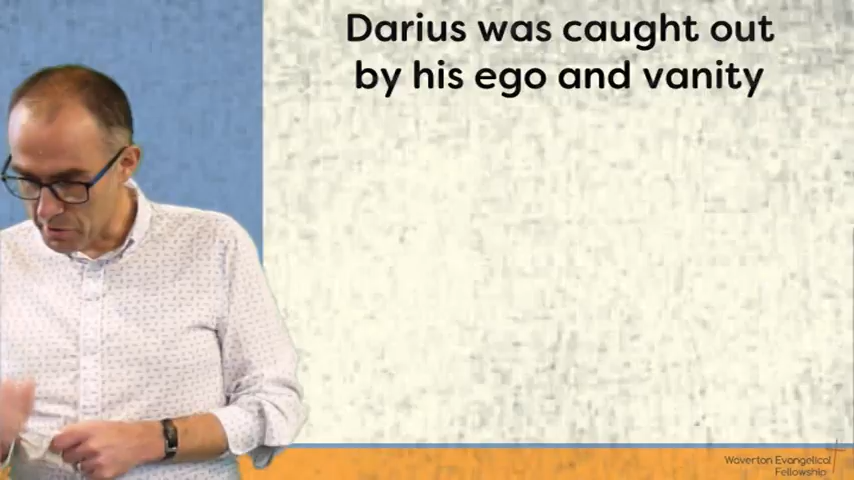 Darius was caught out
by his ego and vanity
Waverton Evangelical
Fellowship